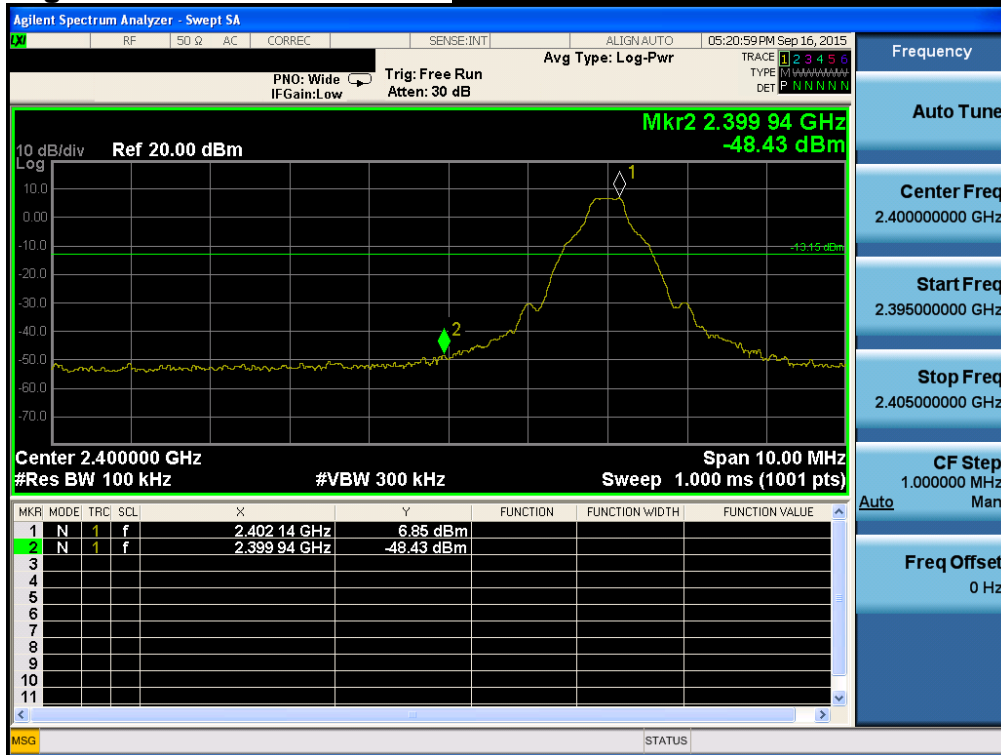 Agilent Spectrum Analyzer - Swept SA
LXI RF 50 Ω AC CORREC SENSE:INT ALIGN AUTO 05:20:59 PM Sep 16, 2015
Avg Type: Log-Pwr
TRACE 1 2 3 4 5 6
TYPE M
DET P N N N N N
PNO: Wide
IFGain:Low
Trig: Free Run
Atten: 30 dB
Mkr2 2.399 94 GHz
-48.43 dBm
10 dB/div
Log
Ref 20.00 dBm
1
10.0
0.00
-10.0
-13.15 dBm
-20.0
-30.0
-40.0
2
-50.0
-60.0
-70.0
Center 2.400000 GHz
Span 10.00 MHz
#Res BW 100 kHz
#VBW 300 kHz
Sweep 1.000 ms (1001 pts)
MKR MODE TRC SCL X Y FUNCTION FUNCTION WIDTH FUNCTION VALUE
1 N 1 f 2.402 14 GHz 6.85 dBm
2 N 1 f 2.399 94 GHz -48.43 dBm
3
4
5
6
7
8
9
10
11
MSG
STATUS
Frequency
Auto Tune
Center Freq
2.400000000 GHz
Start Freq
2.395000000 GHz
Stop Freq
2.405000000 GHz
CF Step
1.000000 MHz
Auto Man
Freq Offset
0 Hz